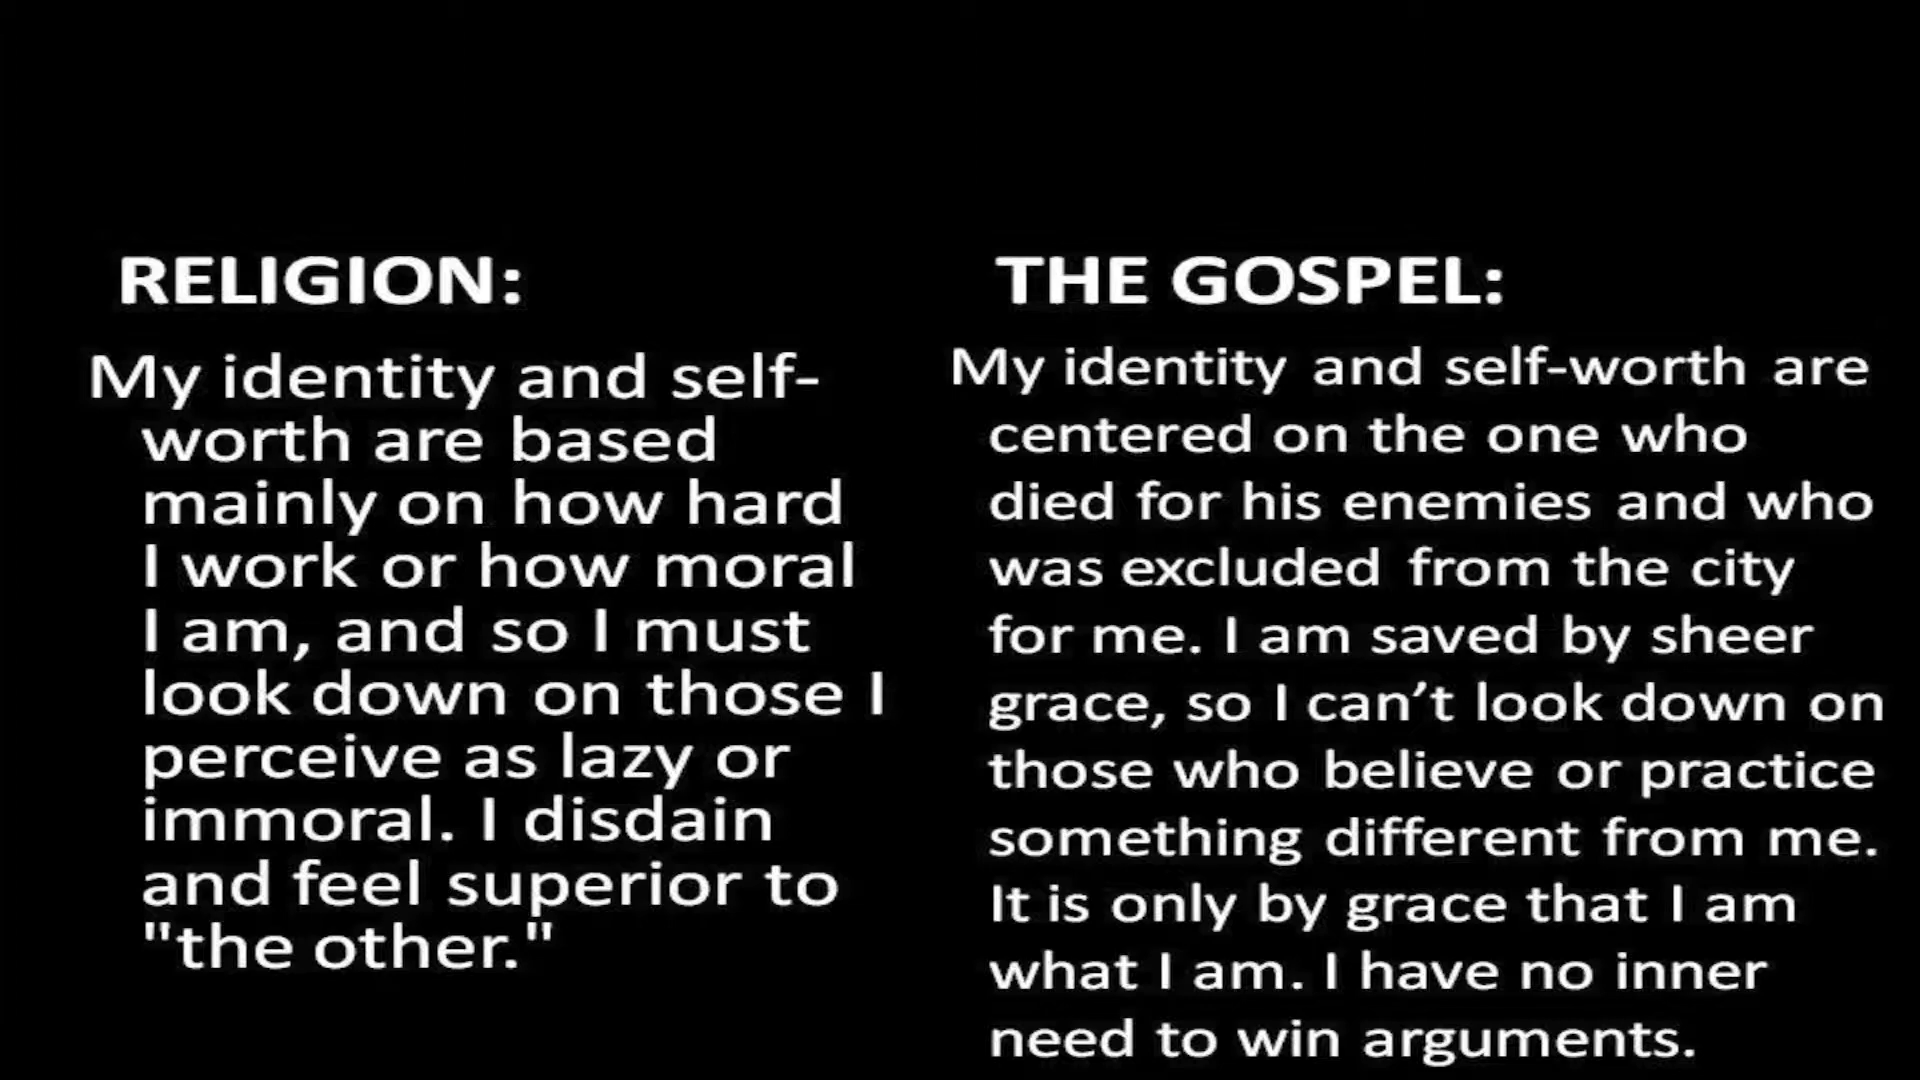 RELIGION:
My identity and self-
worth are based
mainly on how hard
I work or how moral
I am, and so I must
look down on those I
perceive as lazy or
immoral. I disdain
and feel superior to
"the other."
THE GOSPEL:
My identity and self-worth are
centered on the one who
died for his enemies and who
was excluded from the city
for me. I am saved by sheer
grace, so I can’t look down on
those who believe or practice
something different from me.
It is only by grace that I am
what I am. I have no inner
need to win arguments.